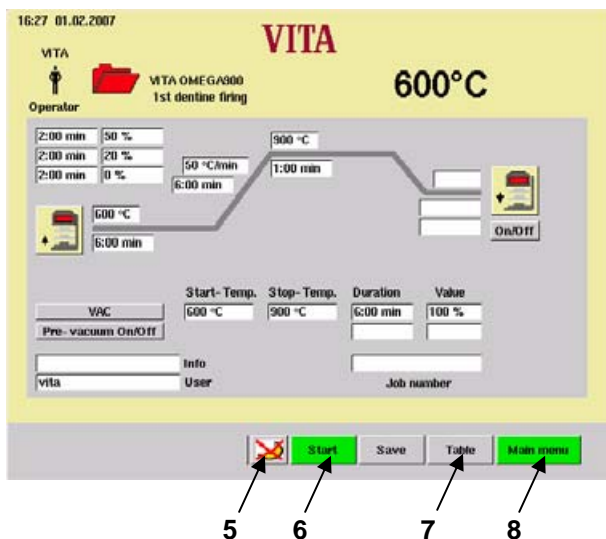 16:27 01.02.2007
VITA
VITA
Operator
VITA OMEGA900
1st dentine firing
600°C
2:00 min 50 %
2:00 min 20 %
2:00 min 0 %
50 °C/min
6:00 min
900 °C
1:00 min
600 °C
6:00 min
On/Off
Start-Temp. Stop-Temp. Duration Value
VAC
600 °C 900 °C 6:00 min 100 %
Pre- vacuum On/Off
Info
vita User Job number
Start Save Table Main menu
5 6 7 8